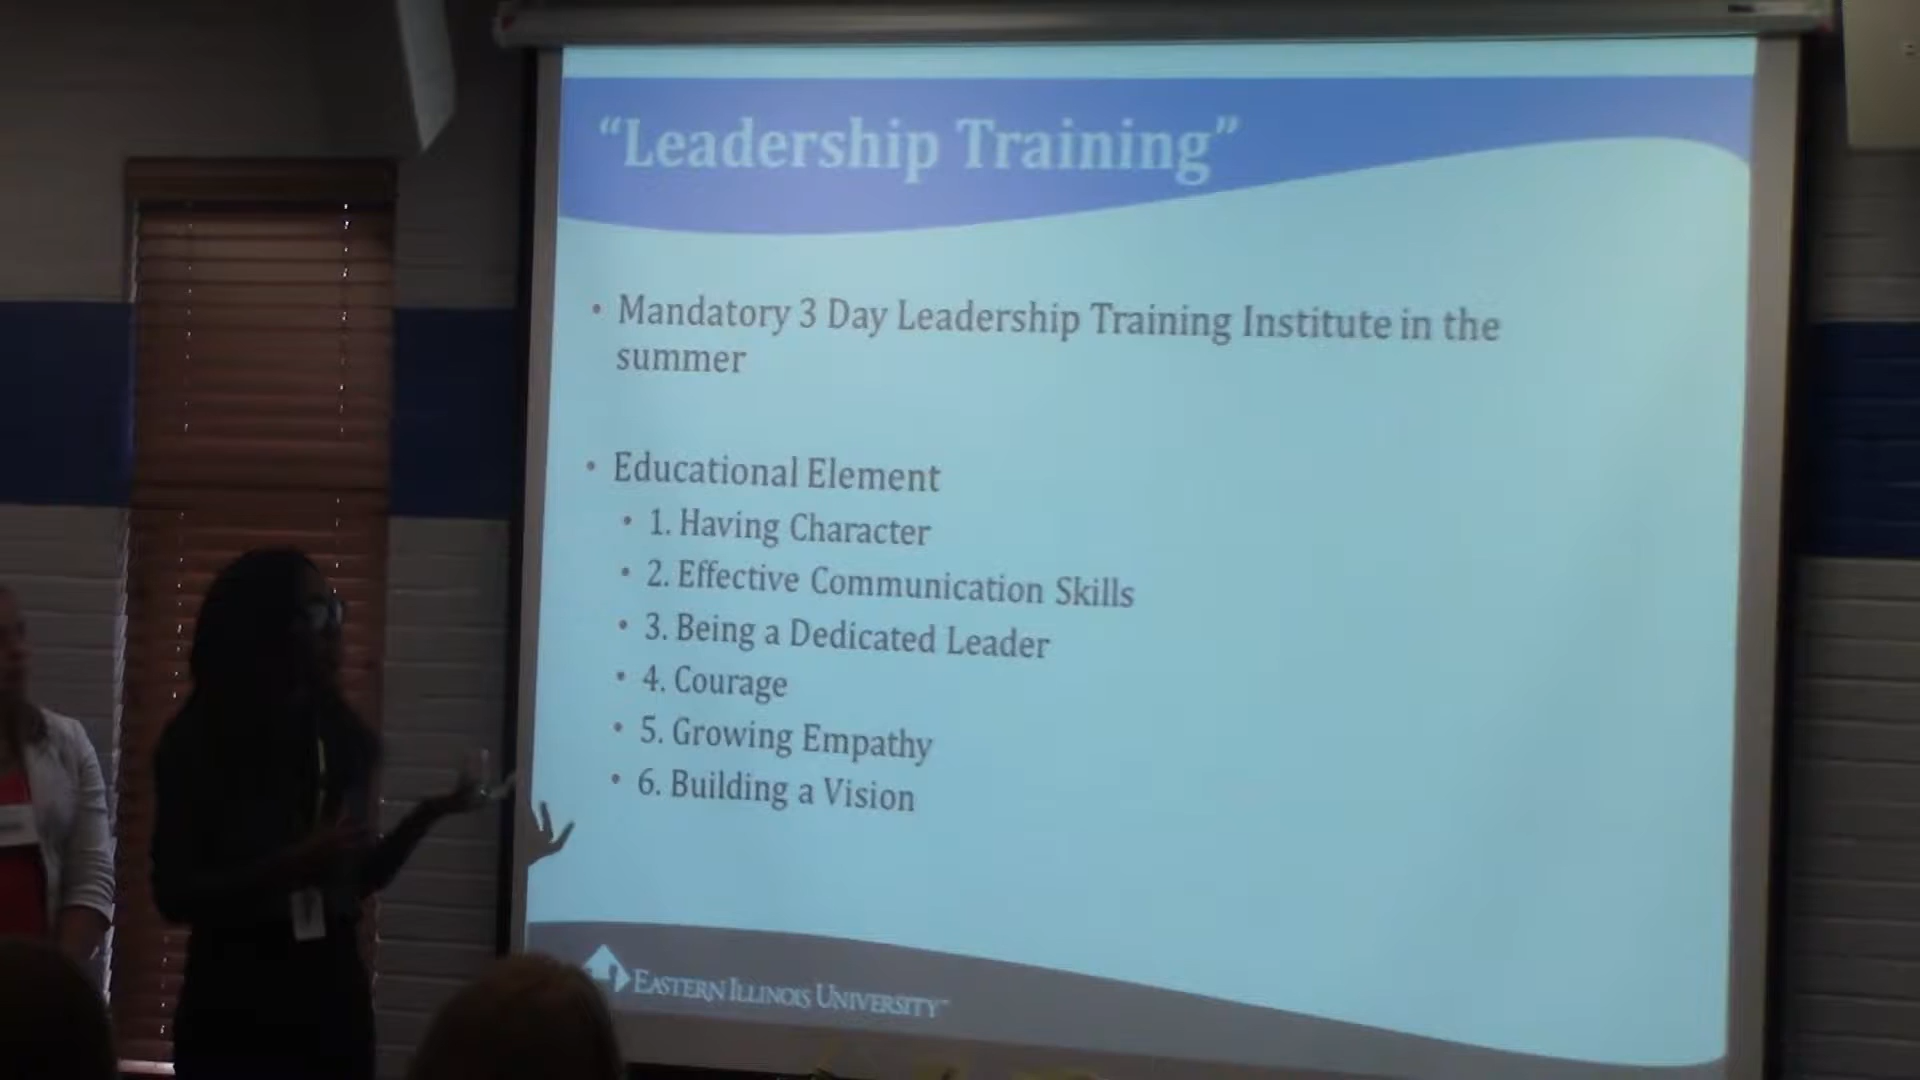 “Leadership Training”
• Mandatory 3 Day Leadership Training Institute in the
summer
• Educational Element
• 1. Having Character
• 2. Effective Communication Skills
• 3. Being a Dedicated Leader
• 4. Courage
• 5. Growing Empathy
• 6. Building a Vision
EASTERN ILLINOIS UNIVERSITY™